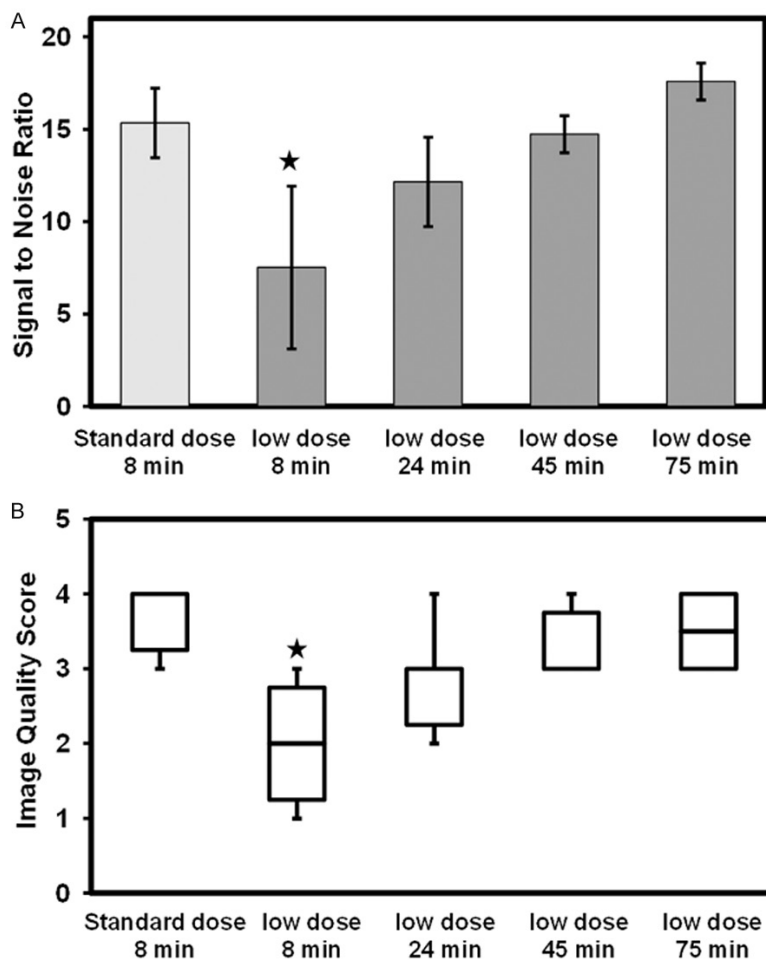 A
Signal to Noise Ratio
20
15
10
5
0
★
Standard dose low dose low dose low dose low dose
8 min 8 min 24 min 45 min 75 min
B
Image Quality Score
5
4
3
2
1
0
★
Standard dose low dose low dose low dose low dose
8 min 8 min 24 min 45 min 75 min